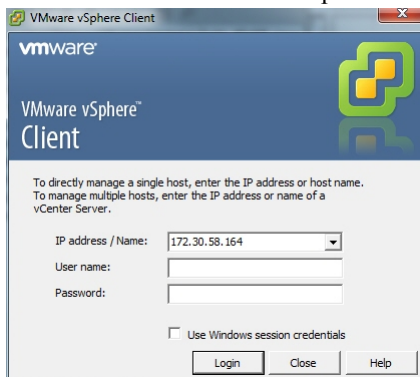 VMware vSphere Client
vmware
VMware vSphere™
Client
To directly manage a single host, enter the IP address or host name.
To manage multiple hosts, enter the IP address or name of a
vCenter Server.
IP address / Name: 172.30.58.164
User name:
Password:
Use Windows session credentials
Login Close Help